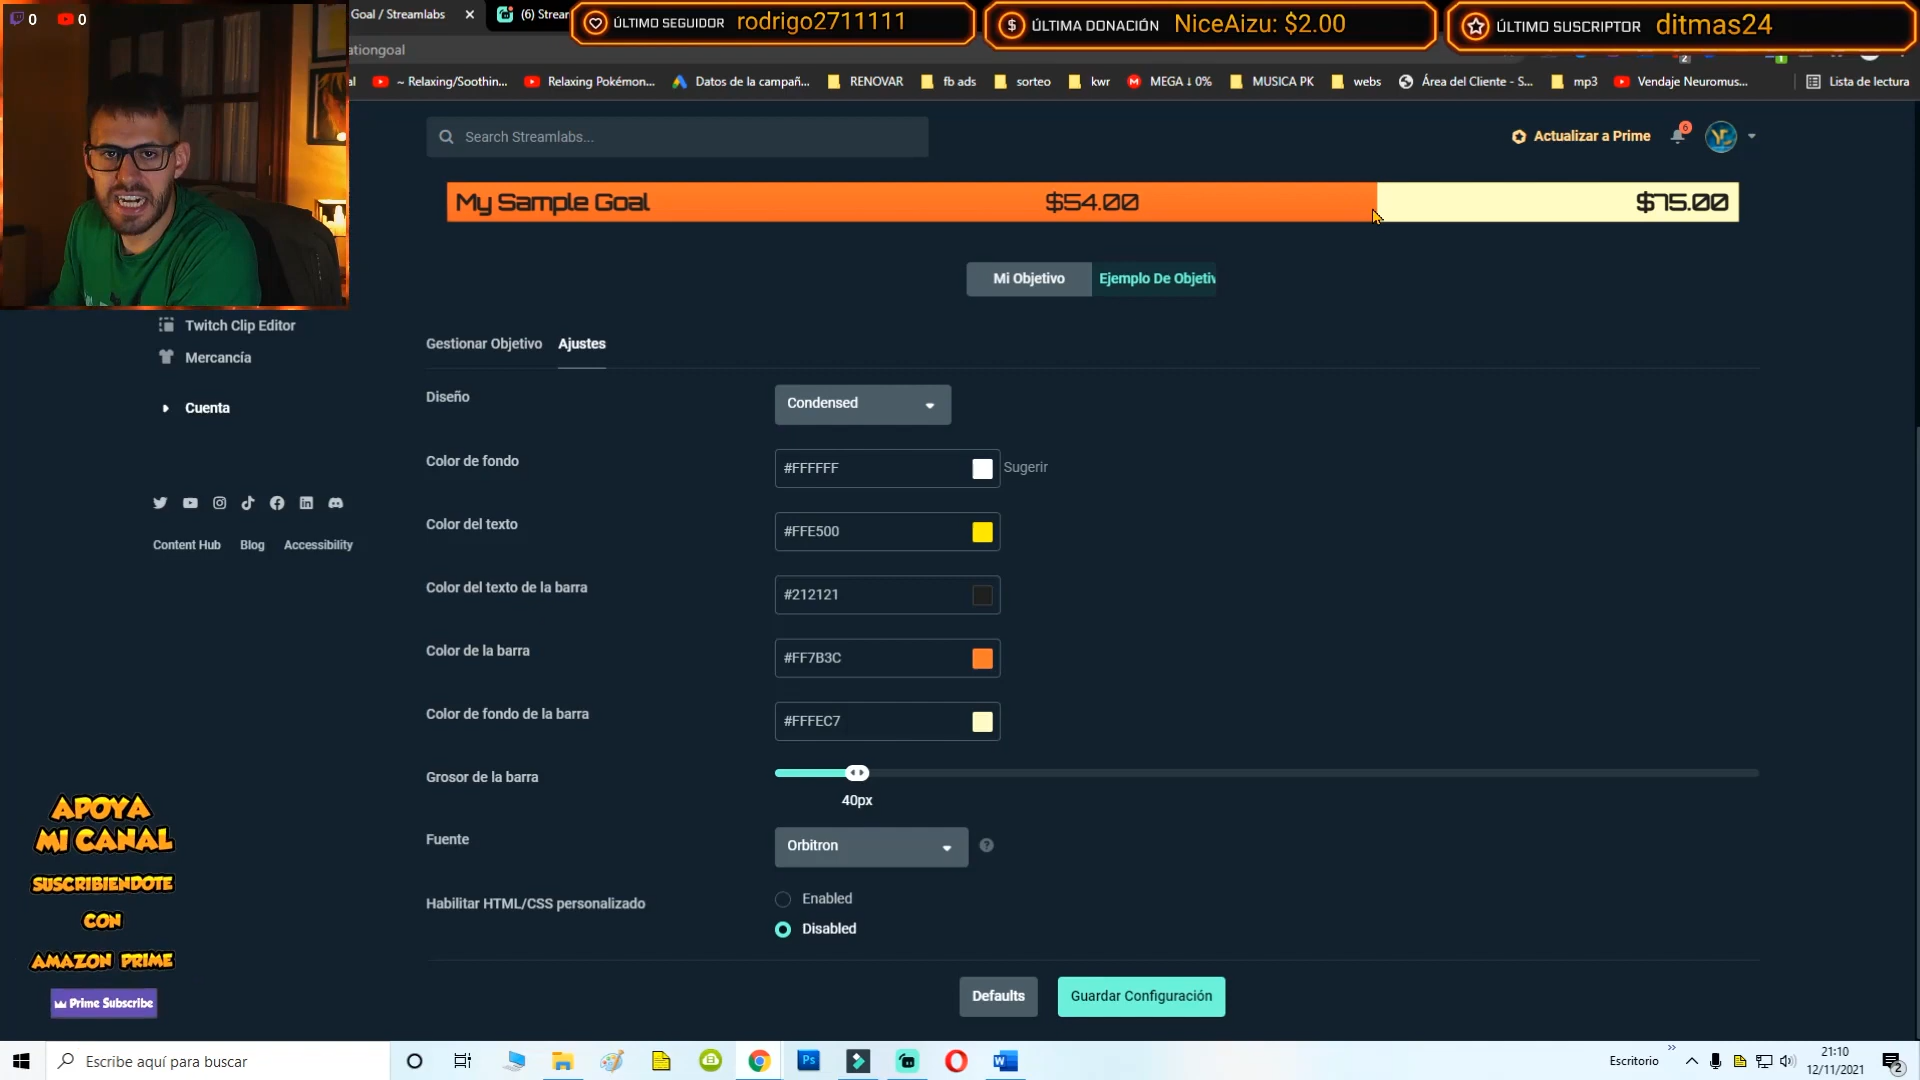 0 0
Goal / Streamlabs
(6) Strear
ÚLTIMO SEGUIDOR rodrigo2711111
ÚLTIMA DONACIÓN NiceAizu: $2.00
ÚLTIMO SUSCRIPTOR ditmas24
ationgoal
al ~ Relaxing/Soothin... Relaxing Pokémon... Datos de la campañ... RENOVAR fb ads sorteo kwr MEGA ↓ 0% MUSICA PK webs Área del Cliente - S... mp3 Vendaje Neuromus... Lista de lectura
Search Streamlabs...
Actualizar a Prime 6
My Sample Goal $54.00 $75.00
Mi Objetivo Ejemplo De Objetiv
Twitch Clip Editor
Mercancía
Cuenta
Content Hub Blog Accessibility
Gestionar Objetivo Ajustes
Diseño Condensed
Color de fondo #FFFFFF Sugerir
Color del texto #FFE500
Color del texto de la barra #212121
Color de la barra #FF7B3C
Color de fondo de la barra #FFFEC7
Grosor de la barra
40px
Fuente Orbitron ?
Habilitar HTML/CSS personalizado Enabled
Disabled
Defaults Guardar Configuración
APOYA
MI CANAL
SUSCRIBIENDOTE
CON
AMAZON PRIME
Prime Subscribe
Escribe aquí para buscar
Ps
W
Escritorio
21:10
12/11/2021
2